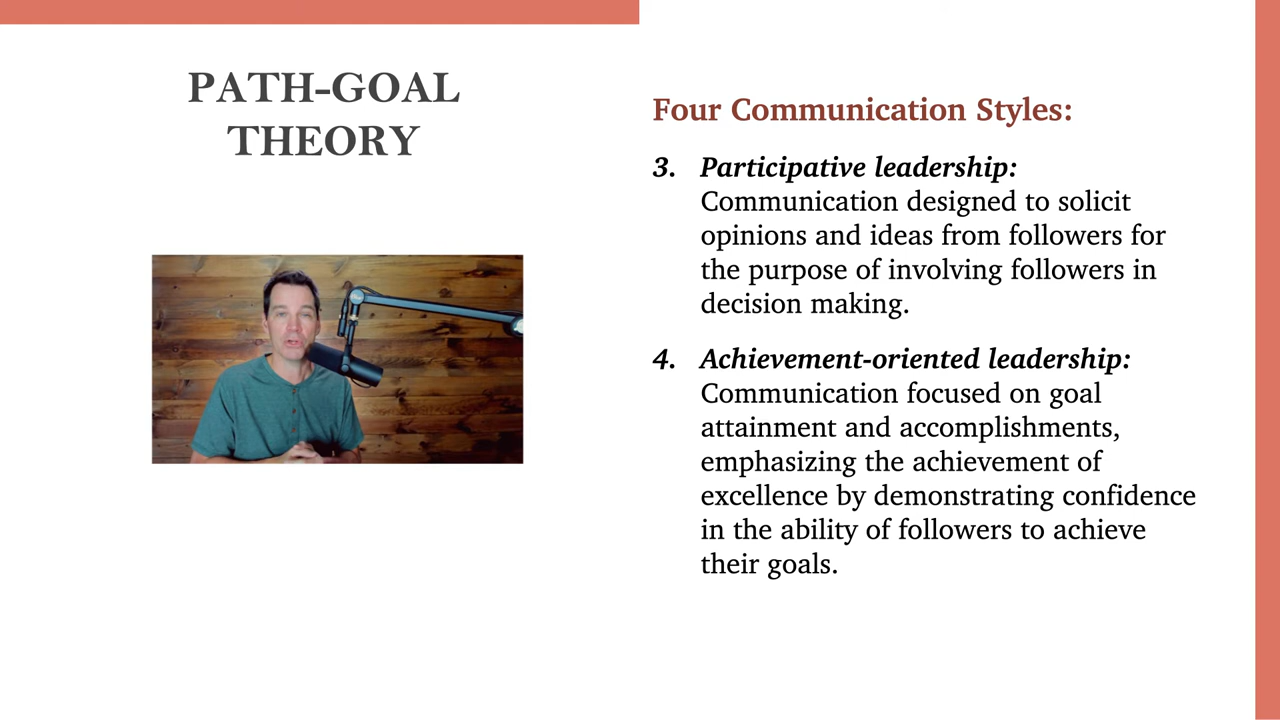 PATH-GOAL
THEORY
Four Communication Styles:
3. Participative leadership:
Communication designed to solicit
opinions and ideas from followers for
the purpose of involving followers in
decision making.
4. Achievement-oriented leadership:
Communication focused on goal
attainment and accomplishments,
emphasizing the achievement of
excellence by demonstrating confidence
in the ability of followers to achieve
their goals.